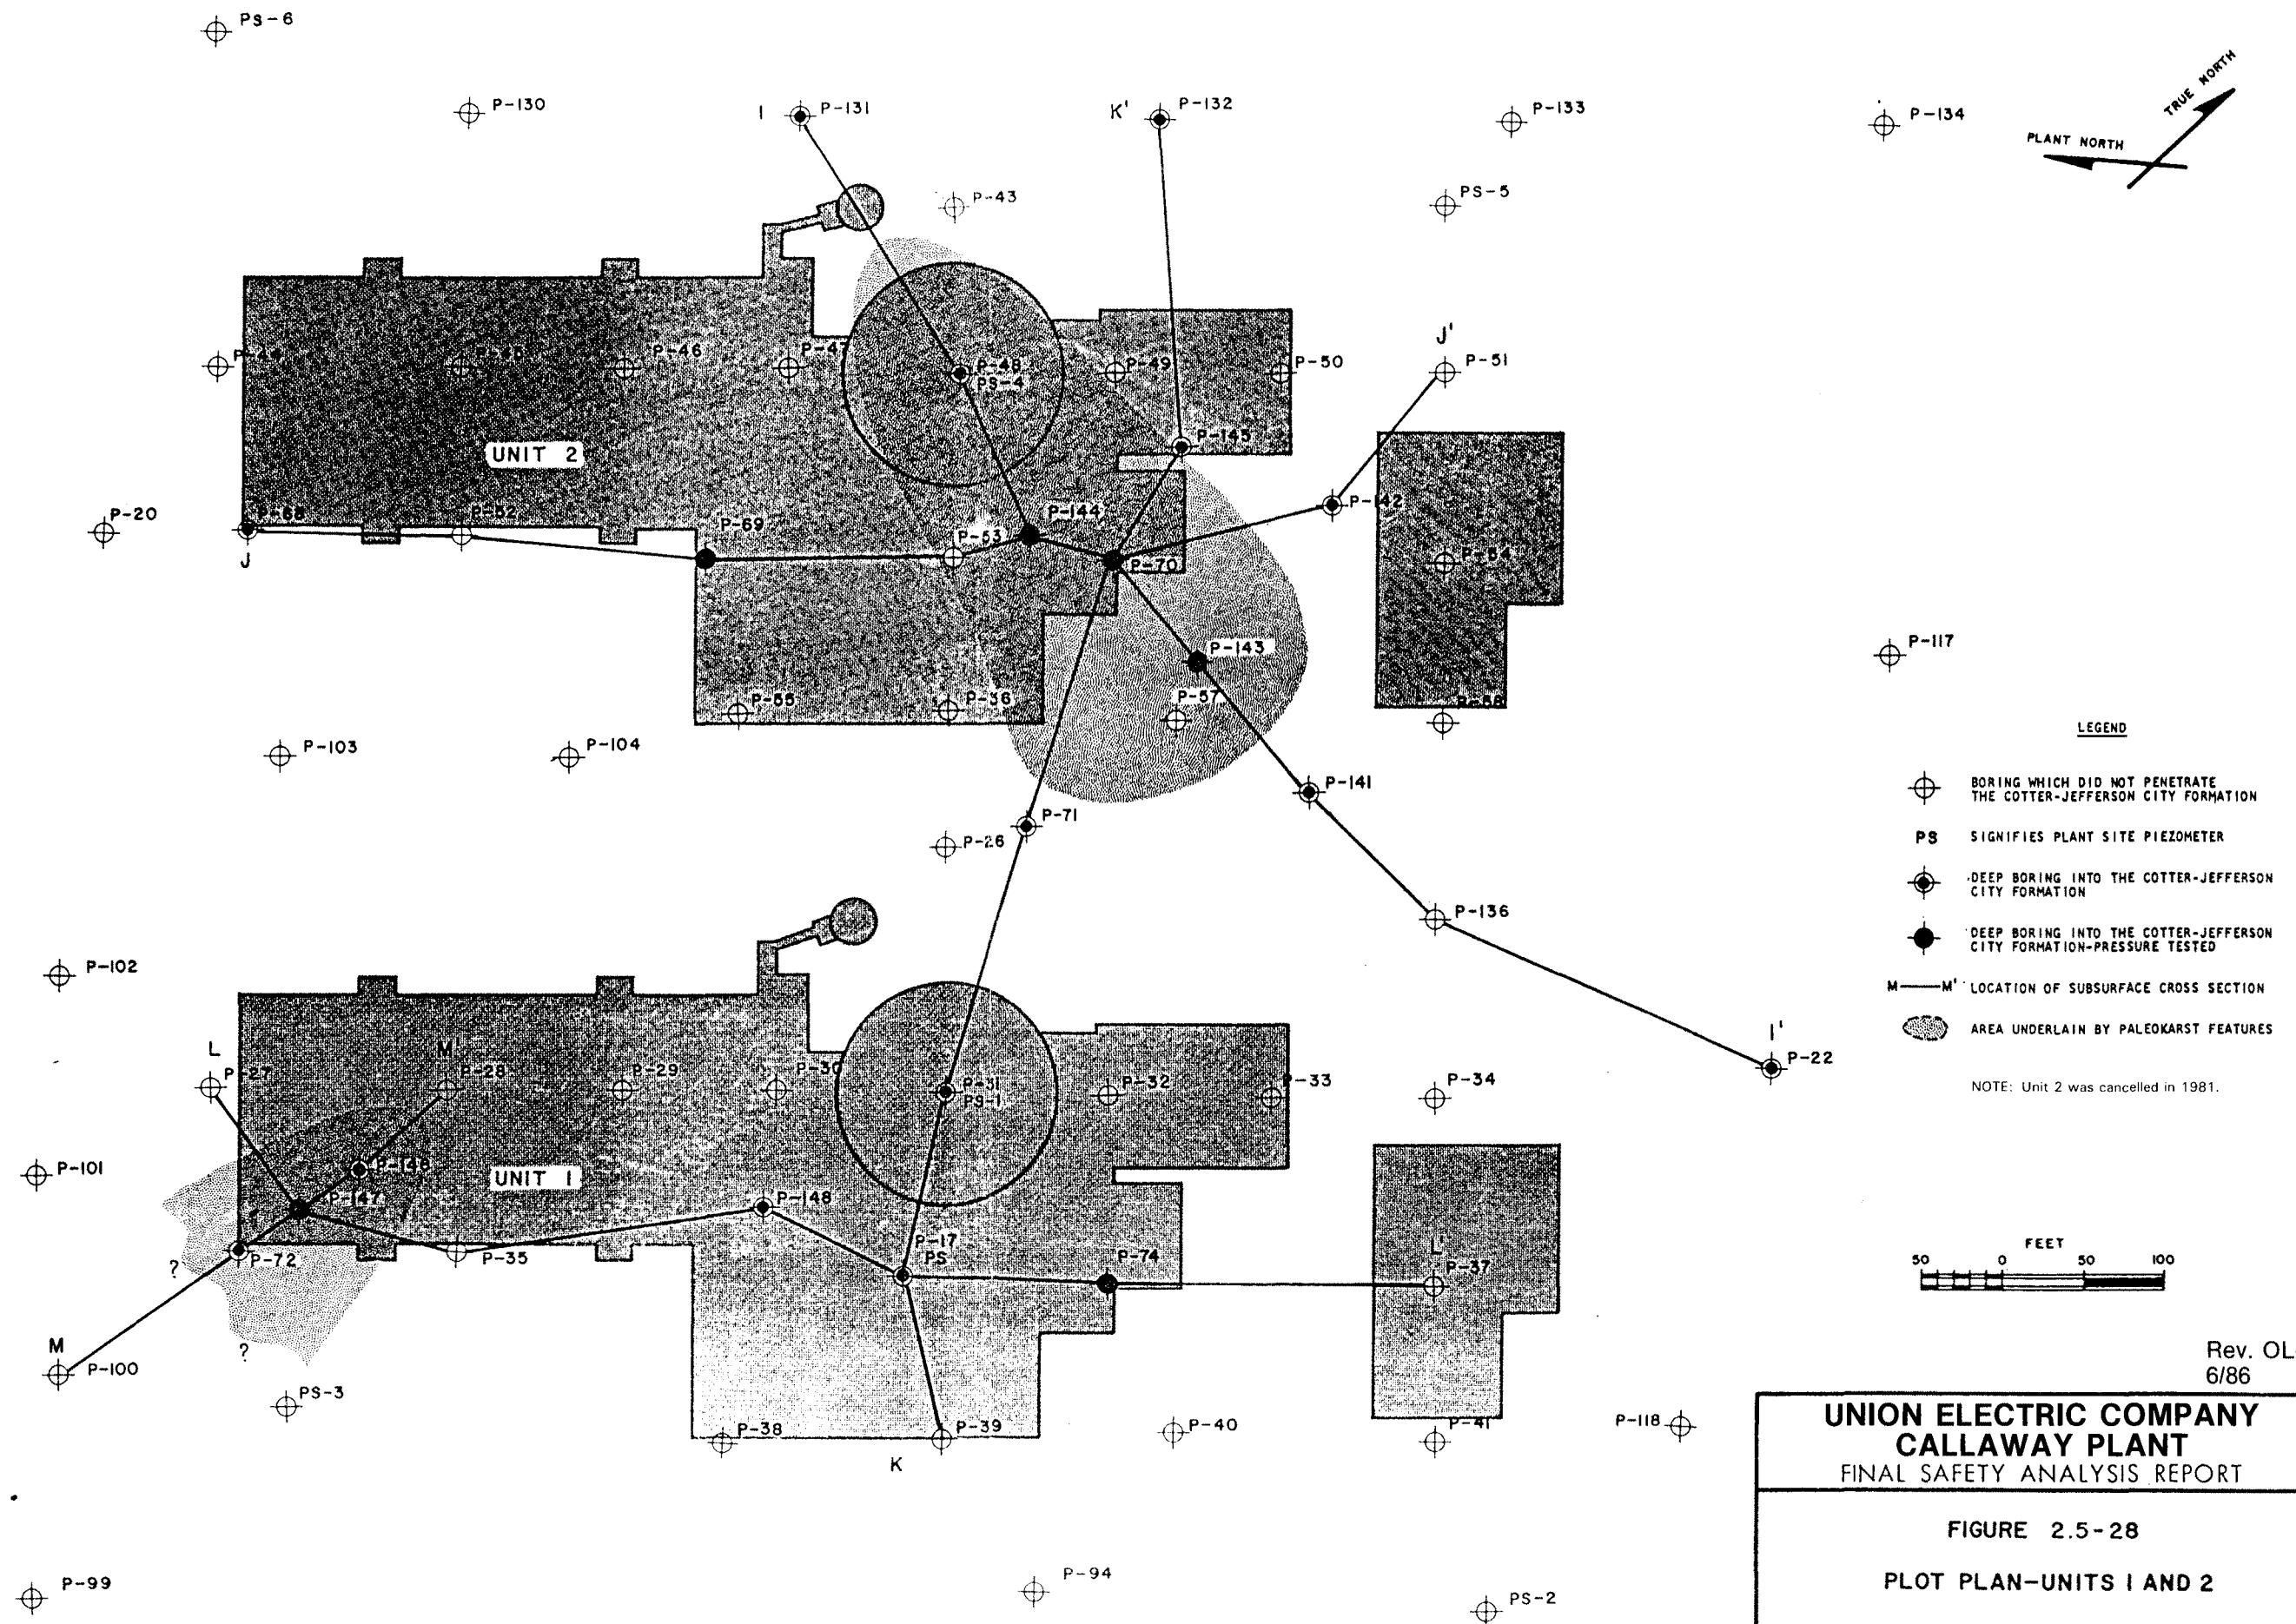 PS-6
P-130
I
P-131
K'
P-132
P-133
P-134
TRUE NORTH
PLANT NORTH
P-43
PS-5
J'
P-44
P-45
P-46
P-47
P-48
PS-4
P-49
P-50
P-51
UNIT 2
P-145
P-20
P-68
P-52
P-69
P-53
P-144
P-142
P-70
P-54
J
P-143
P-117
P-55
P-36
P-57
P-58
P-103
P-104
LEGEND
BORING WHICH DID NOT PENETRATE
THE COTTER-JEFFERSON CITY FORMATION
PS
SIGNIFIES PLANT SITE PIEZOMETER
DEEP BORING INTO THE COTTER-JEFFERSON
CITY FORMATION
DEEP BORING INTO THE COTTER-JEFFERSON
CITY FORMATION-PRESSURE TESTED
M M' LOCATION OF SUBSURFACE CROSS SECTION
AREA UNDERLAIN BY PALEOKARST FEATURES
NOTE: Unit 2 was cancelled in 1981.
P-141
P-71
P-26
P-136
P-102
L
M'
I'
P-22
P-27
P-28
P-29
P-30
P-31
PS-1
P-32
P-33
P-34
P-101
P-146
UNIT 1
P-147
P-148
P-17
PS
P-74
L'
P-37
P-72
P-35
?
?
M
P-100
PS-3
P-38
P-39
K
P-40
P-41
P-118
FEET
50 0 50 100
Rev. OL
6/86
UNION ELECTRIC COMPANY
CALLAWAY PLANT
FINAL SAFETY ANALYSIS REPORT
FIGURE 2.5-28
PLOT PLAN-UNITS 1 AND 2
P-99
P-94
PS-2